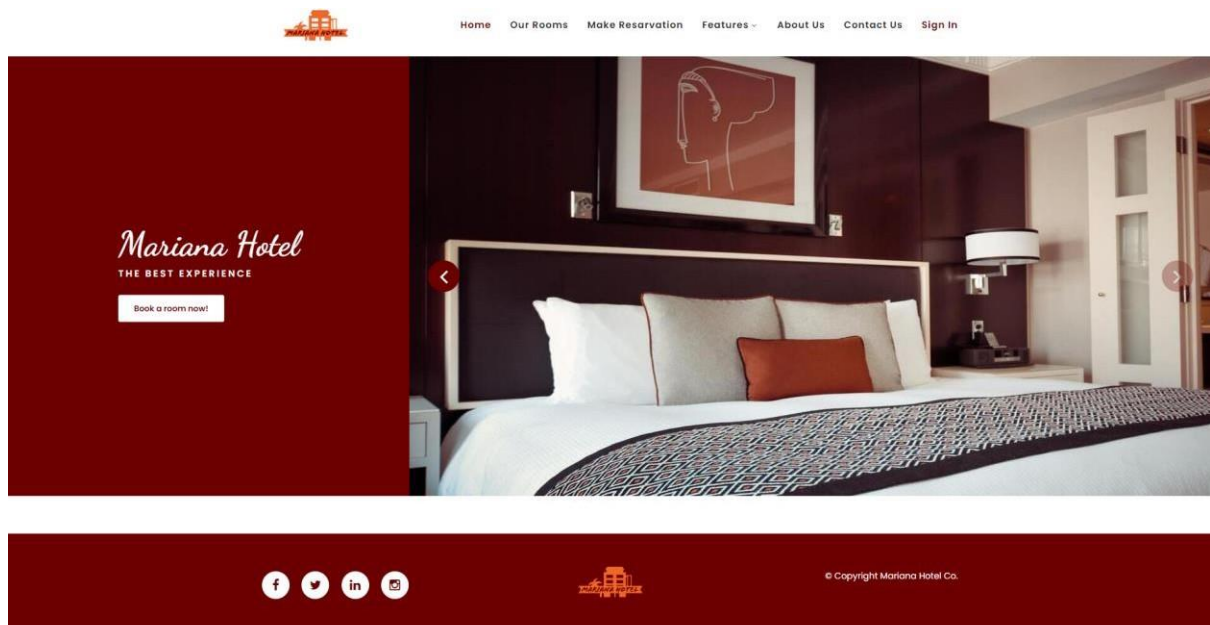 MARIANA HOTEL
Home Our Rooms Make Resarvation Features About Us Contact Us Sign In
Mariana Hotel
THE BEST EXPERIENCE
Book a room now!
MARIANA HOTEL
© Copyright Mariana Hotel Co.